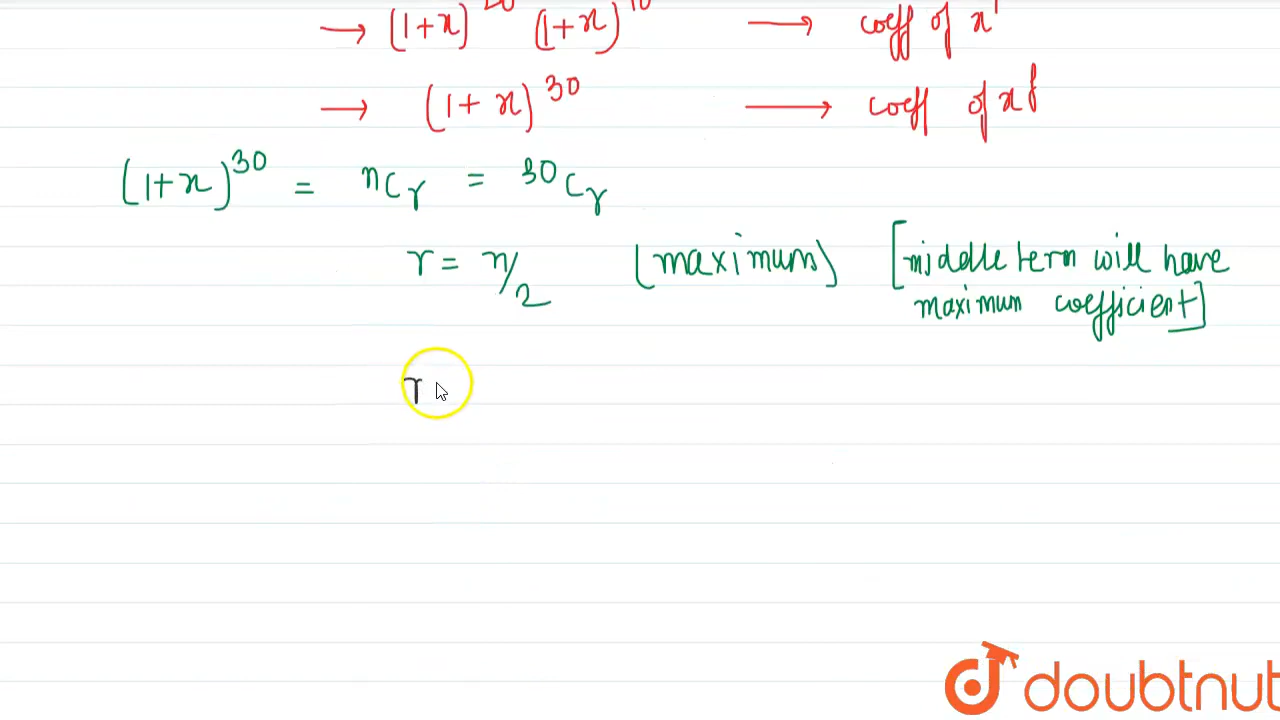 → (1+x)²⁰ (1+x)¹⁰ → coeff of x
→ (1+x)³⁰ → coeff of x
(1+x)³⁰ = ⁿCᵣ = ³⁰Cᵣ
r = n/2 (maximum) [middle term will have
maximum coefficient]
r
doubtnut